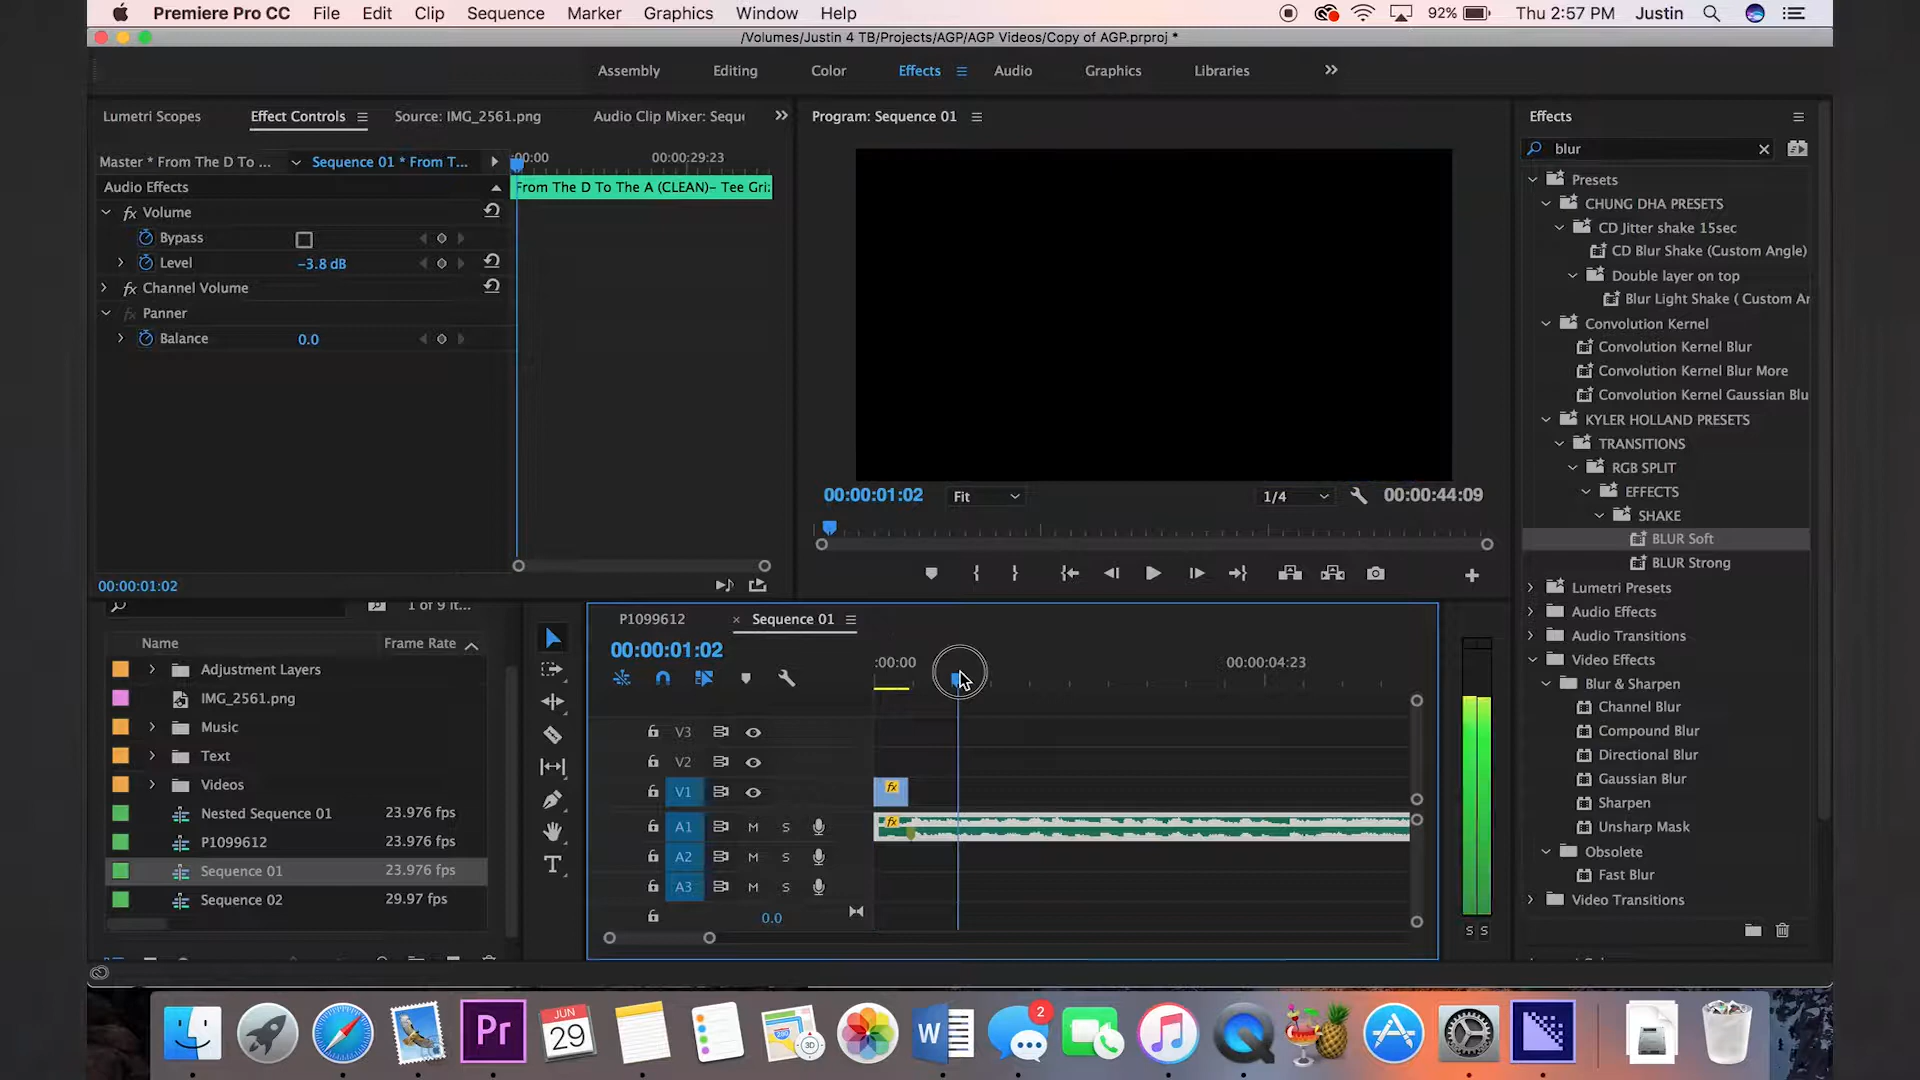 Premiere Pro CC File Edit Clip Sequence Marker Graphics Window Help 92% Thu 2:57 PM Justin
/Volumes/Justin 4 TB/Projects/AGP/AGP Videos/Copy of AGP.prproj *
Assembly Editing Color Effects Audio Graphics Libraries
Lumetri Scopes Effect Controls Source: IMG_2561.png Audio Clip Mixer: Seque
Master * From The D To ... Sequence 01 * From T...
:00:00 00:00:29:23
Audio Effects
From The D To The A (CLEAN)- Tee Gri
fx Volume
Bypass
Level -3.8 dB
fx Channel Volume
fx Panner
Balance 0.0
00:00:01:02
Program: Sequence 01
00:00:01:02 Fit 1/4 00:00:44:09
Effects
blur
Presets
CHUNG DHA PRESETS
CD Jitter shake 15sec
CD Blur Shake (Custom Angle)
Double layer on top
Blur Light Shake ( Custom Ar
Convolution Kernel
Convolution Kernel Blur
Convolution Kernel Blur More
Convolution Kernel Gaussian Blu
KYLER HOLLAND PRESETS
TRANSITIONS
RGB SPLIT
EFFECTS
SHAKE
BLUR Soft
BLUR Strong
Lumetri Presets
Audio Effects
Audio Transitions
Video Effects
Blur & Sharpen
Channel Blur
Compound Blur
Directional Blur
Gaussian Blur
Sharpen
Unsharp Mask
Obsolete
Fast Blur
Video Transitions
1 of 9 it...
Name Frame Rate
Adjustment Layers
IMG_2561.png
Music
Text
Videos
Nested Sequence 01 23.976 fps
P1099612 23.976 fps
Sequence 01 23.976 fps
Sequence 02 29.97 fps
P1099612 × Sequence 01
00:00:01:02
:00:00 00:00:04:23
V3
V2
V1 fx
A1 M S fx
A2 M S
A3 M S
0.0
S S
Pr
JUN
29
3D
W
2